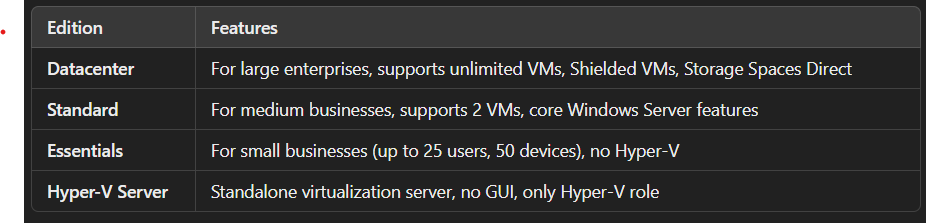 Edition Features
Datacenter For large enterprises, supports unlimited VMs, Shielded VMs, Storage Spaces Direct
Standard For medium businesses, supports 2 VMs, core Windows Server features
Essentials For small businesses (up to 25 users, 50 devices), no Hyper-V
Hyper-V Server Standalone virtualization server, no GUI, only Hyper-V role